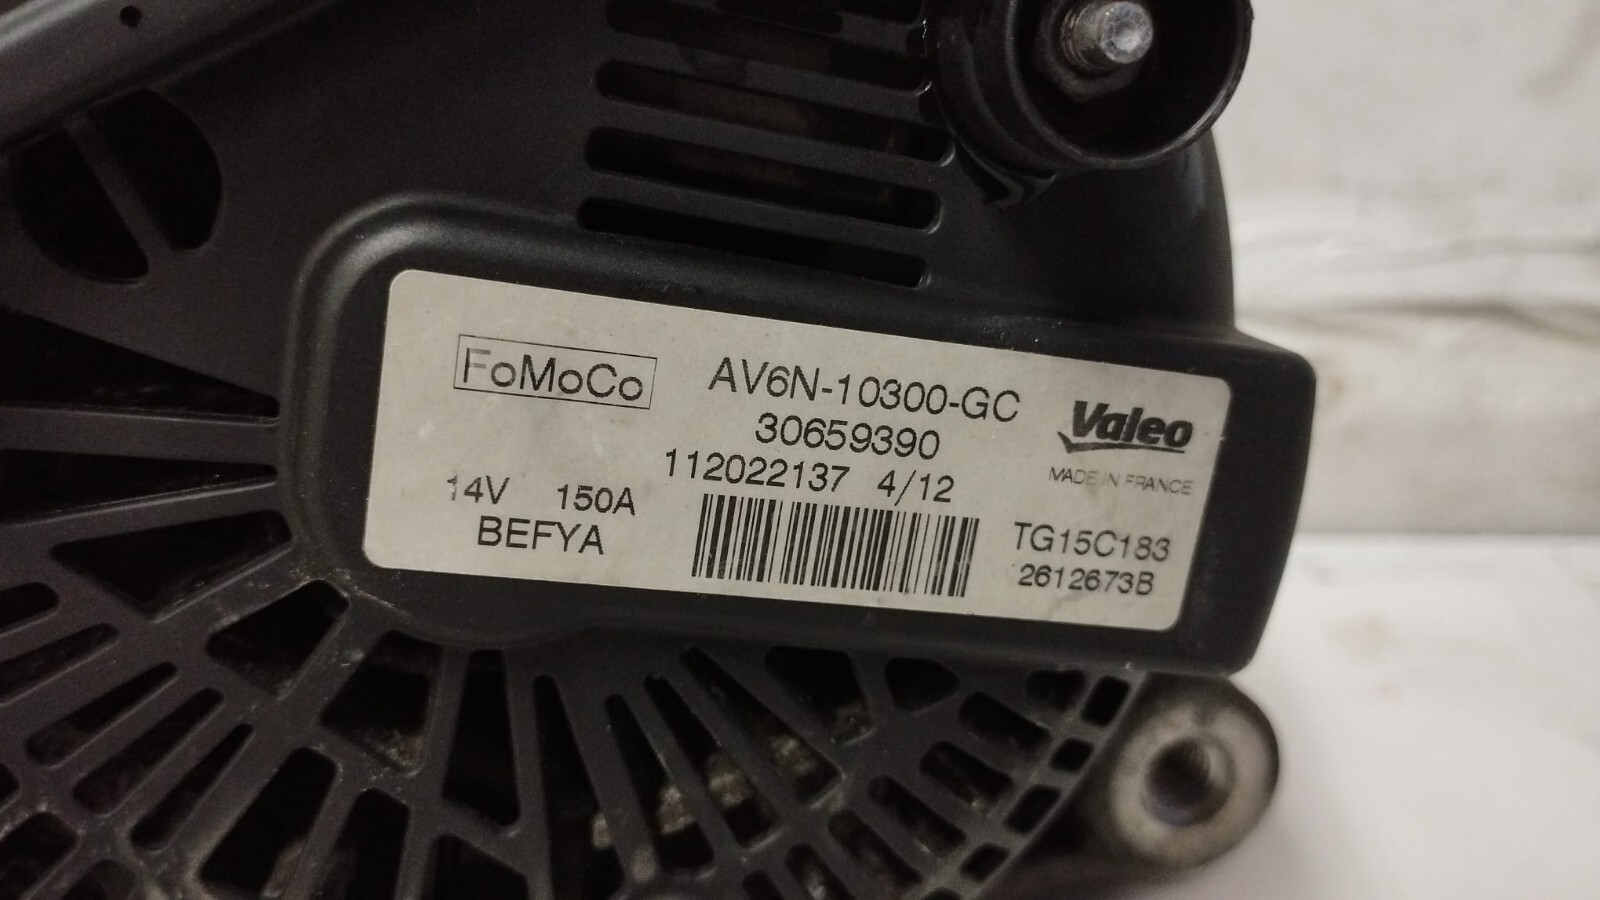 FoMoCo
AV6N-10300-GC
30659390
112022137 4/12
14V 150A
BEFYA
Valeo
MADE IN FRANCE
TG15C183
2612673B